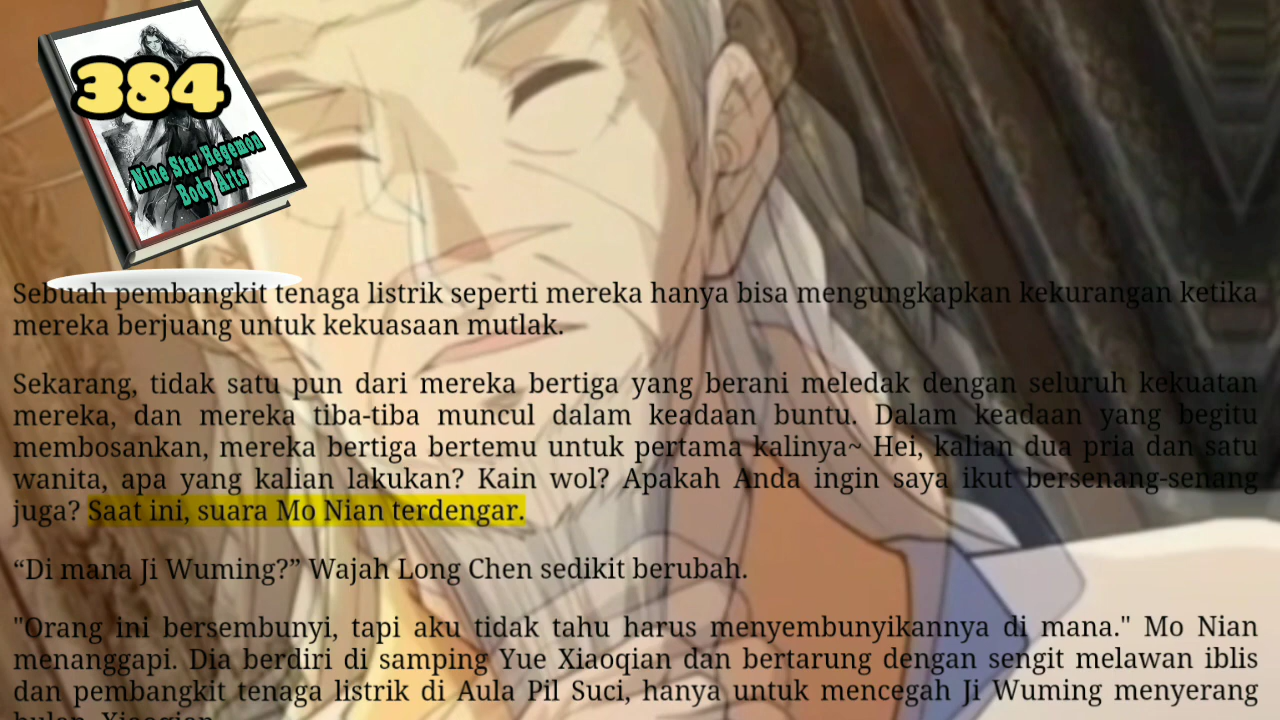 384
Nine Star Hegemon
Body Arts
Sebuah pembangkit tenaga listrik seperti mereka hanya bisa mengungkapkan kekurangan ketika
mereka berjuang untuk kekuasaan mutlak.
Sekarang, tidak satu pun dari mereka bertiga yang berani meledak dengan seluruh kekuatan
mereka, dan mereka tiba-tiba muncul dalam keadaan buntu. Dalam keadaan yang begitu
membosankan, mereka bertiga bertemu untuk pertama kalinya~ Hei, kalian dua pria dan satu
wanita, apa yang kalian lakukan? Kain wol? Apakah Anda ingin saya ikut bersenang-senang
juga? Saat ini, suara Mo Nian terdengar.
“Di mana Ji Wuming?” Wajah Long Chen sedikit berubah.
"Orang ini bersembunyi, tapi aku tidak tahu harus menyembunyikannya di mana." Mo Nian
menanggapi. Dia berdiri di samping Yue Xiaoqian dan bertarung dengan sengit melawan iblis
dan pembangkit tenaga listrik di Aula Pil Suci, hanya untuk mencegah Ji Wuming menyerang